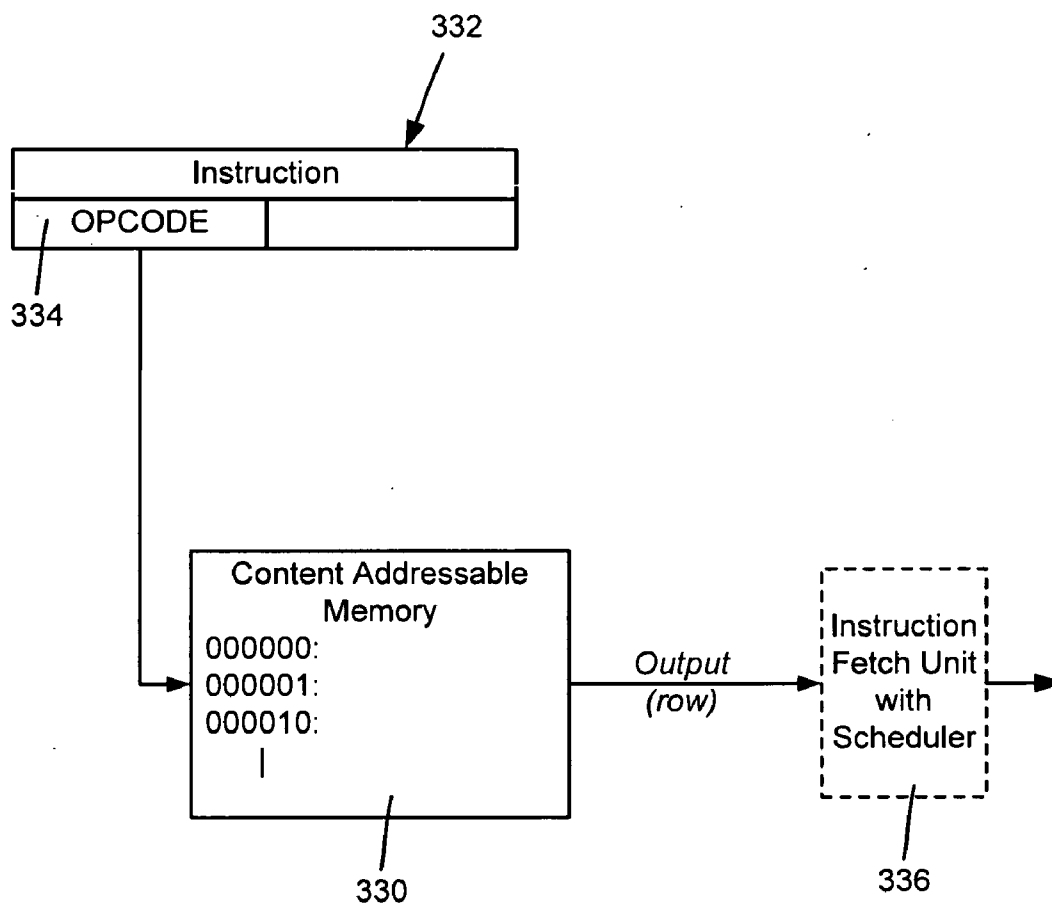 332
Instruction
OPCODE
334
Content Addressable
Memory
000000:
000001:
000010:
Output
(row)
Instruction
Fetch Unit
with
Scheduler
330
336